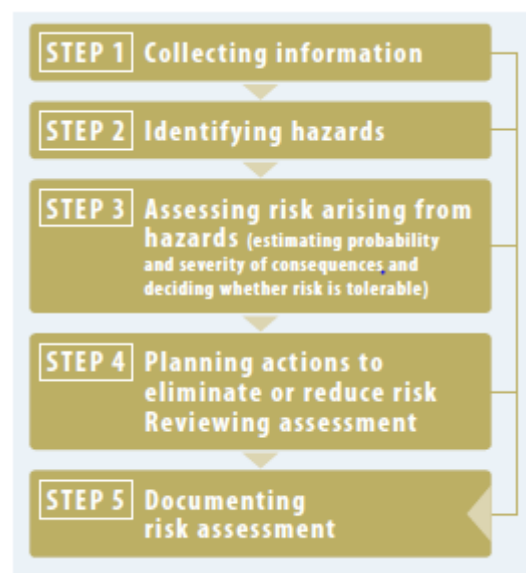 STEP 1 Collecting information
STEP 2 Identifying hazards
STEP 3 Assessing risk arising from
hazards (estimating probability
and severity of consequences and
deciding whether risk is tolerable)
STEP 4 Planning actions to
eliminate or reduce risk
Reviewing assessment
STEP 5 Documenting
risk assessment